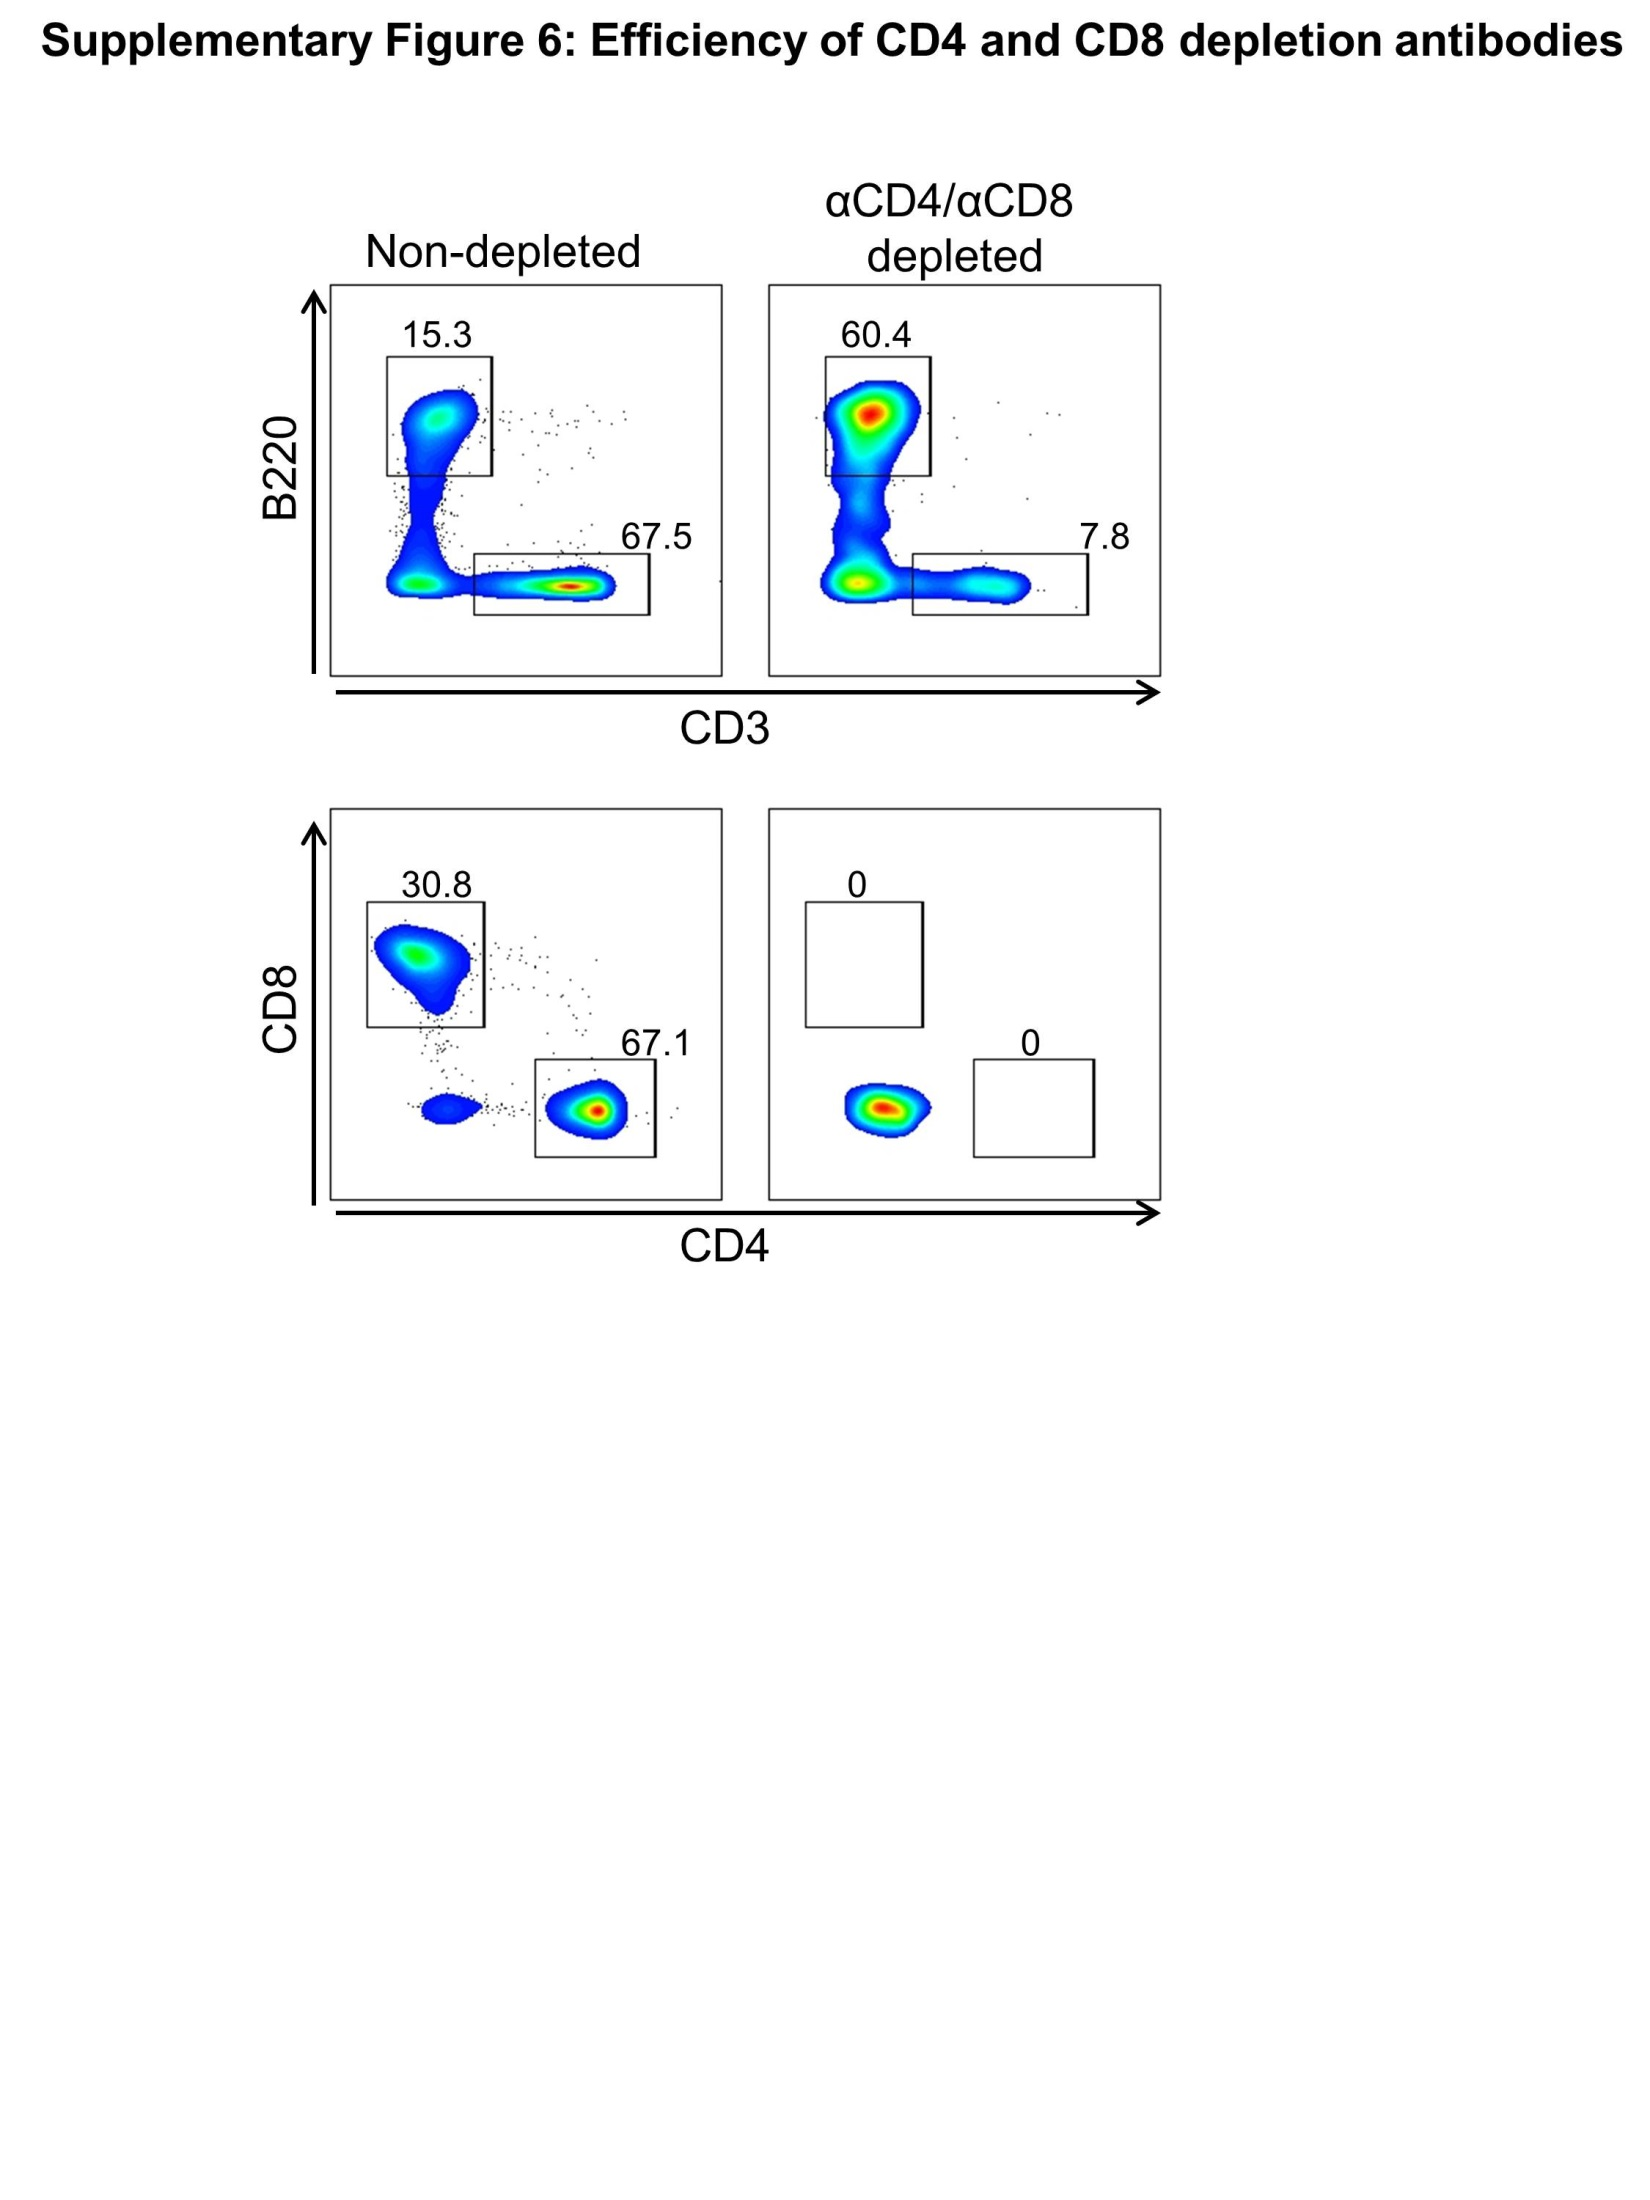 Supplementary Figure 6: Efficiency of CD4 and CD8 depletion antibodies
Non-depleted
αCD4/αCD8
depleted
15.3
60.4
B220
67.5
7.8
CD3
30.8
0
CD8
67.1
0
CD4